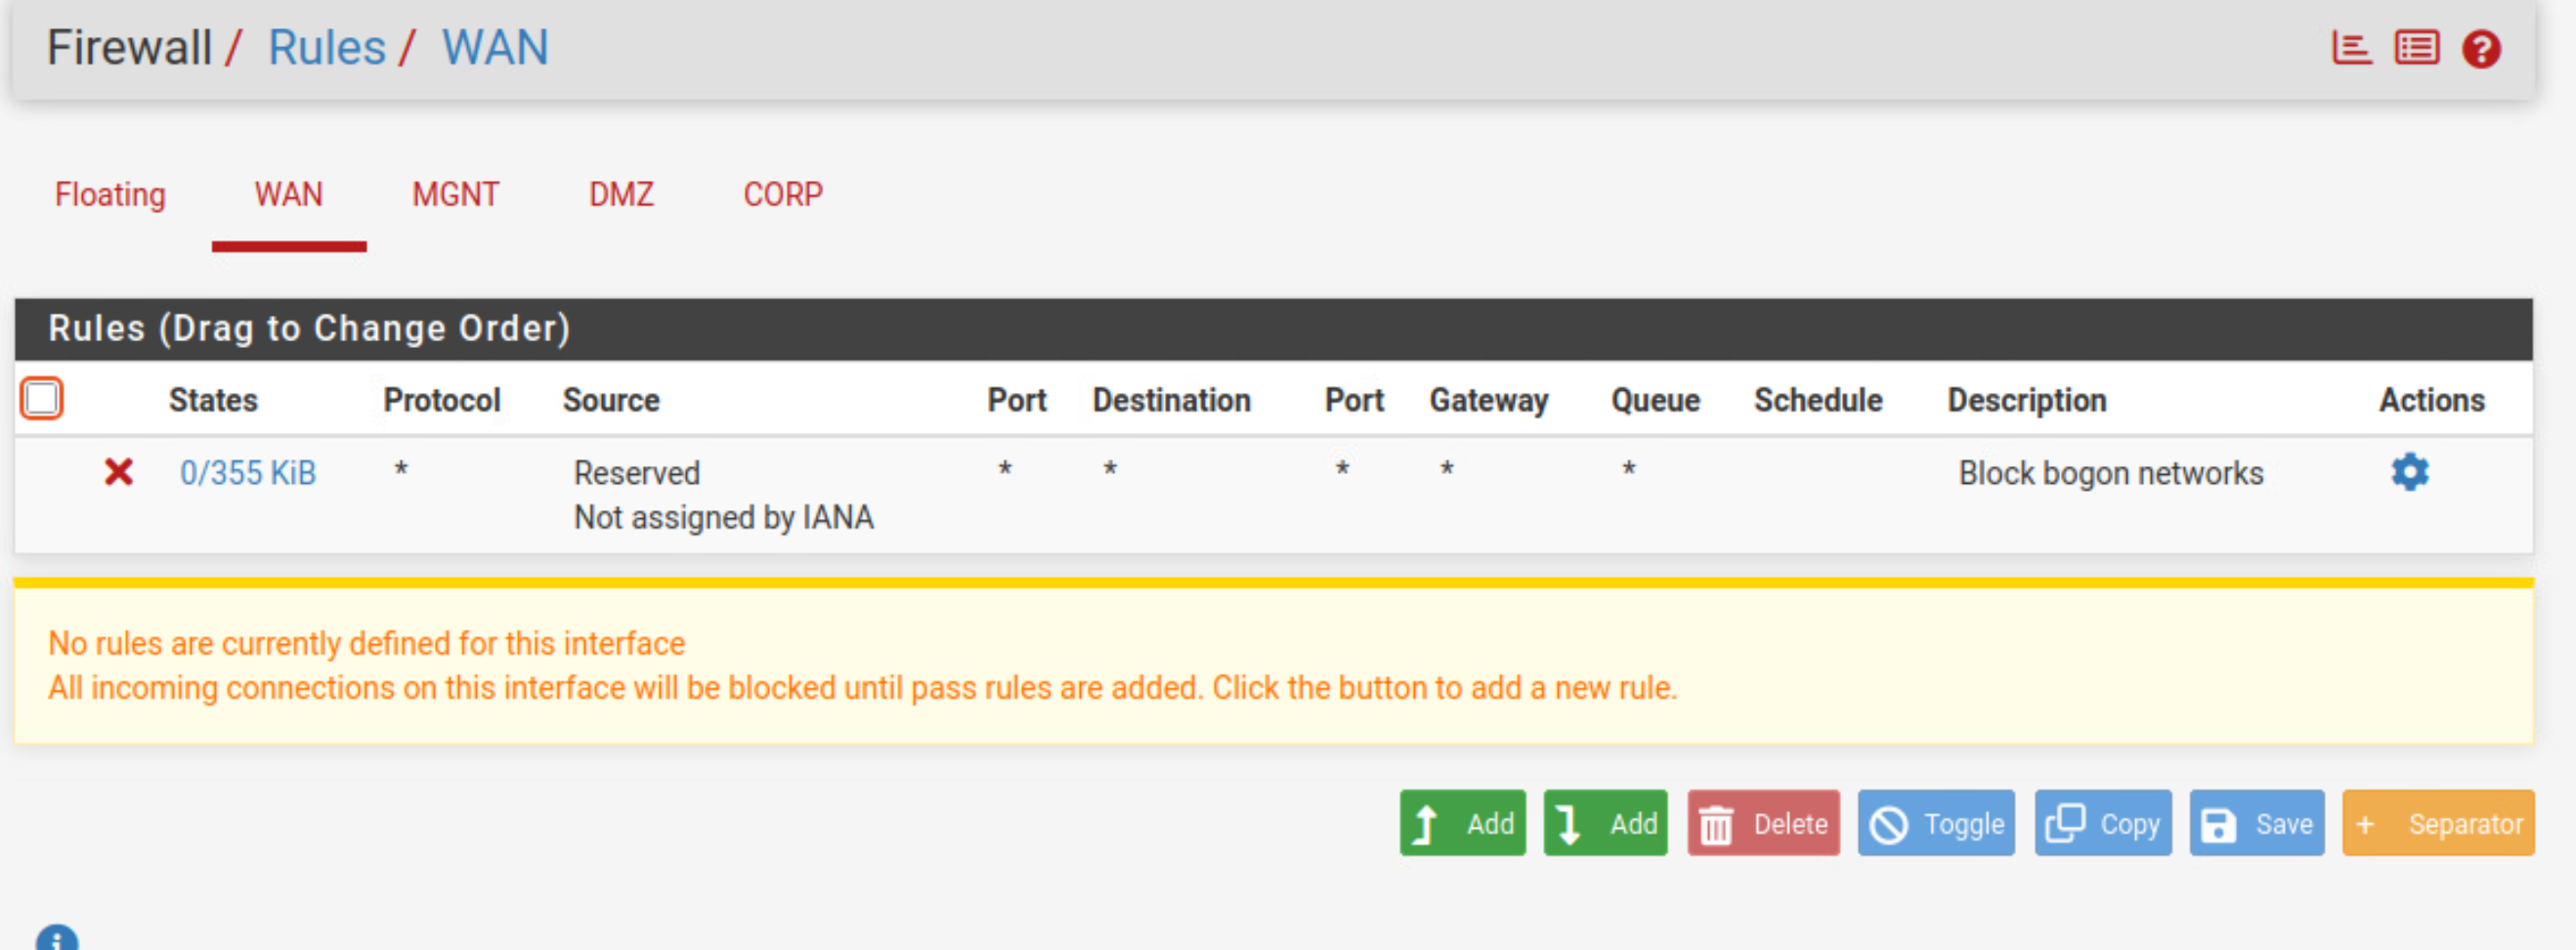 Firewall / Rules / WAN
Floating WAN MGNT DMZ CORP
Rules (Drag to Change Order)
States Protocol Source Port Destination Port Gateway Queue Schedule Description Actions
0/355 KiB * Reserved * * * * * Block bogon networks
Not assigned by IANA
No rules are currently defined for this interface
All incoming connections on this interface will be blocked until pass rules are added. Click the button to add a new rule.
Add Add Delete Toggle Copy Save + Separator